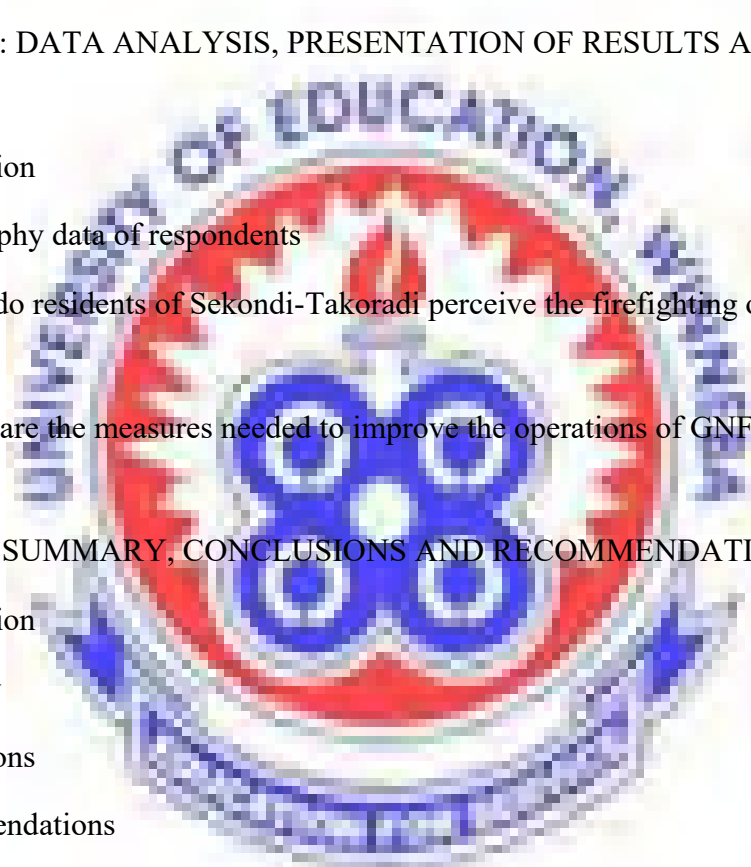 : DATA ANALYSIS, PRESENTATION OF RESULTS A
UNIVERSITY OF EDUCATION, WINNEBA
ion
phy data of respondents
do residents of Sekondi-Takoradi perceive the firefighting o
are the measures needed to improve the operations of GNF
SUMMARY, CONCLUSIONS AND RECOMMENDATI
ion
ons
endations